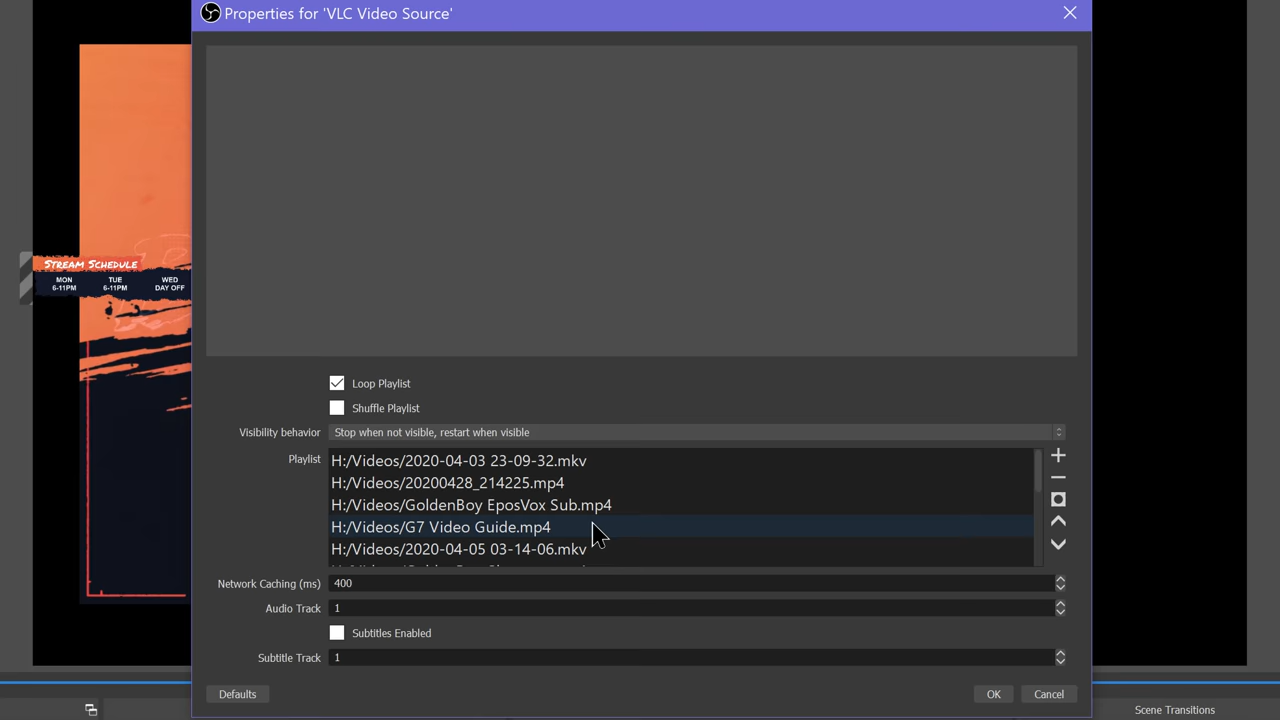 Properties for 'VLC Video Source'
STREAM SCHEDULE
MON
6-11PM
TUE
6-11PM
WED
DAY OFF
Loop Playlist
Shuffle Playlist
Visibility behavior
Stop when not visible, restart when visible
Playlist
H:/Videos/2020-04-03 23-09-32.mkv
H:/Videos/20200428_214225.mp4
H:/Videos/GoldenBoy EposVox Sub.mp4
H:/Videos/G7 Video Guide.mp4
H:/Videos/2020-04-05 03-14-06.mkv
Network Caching (ms)
400
Audio Track
1
Subtitles Enabled
Subtitle Track
1
Defaults
OK
Cancel
Scene Transitions